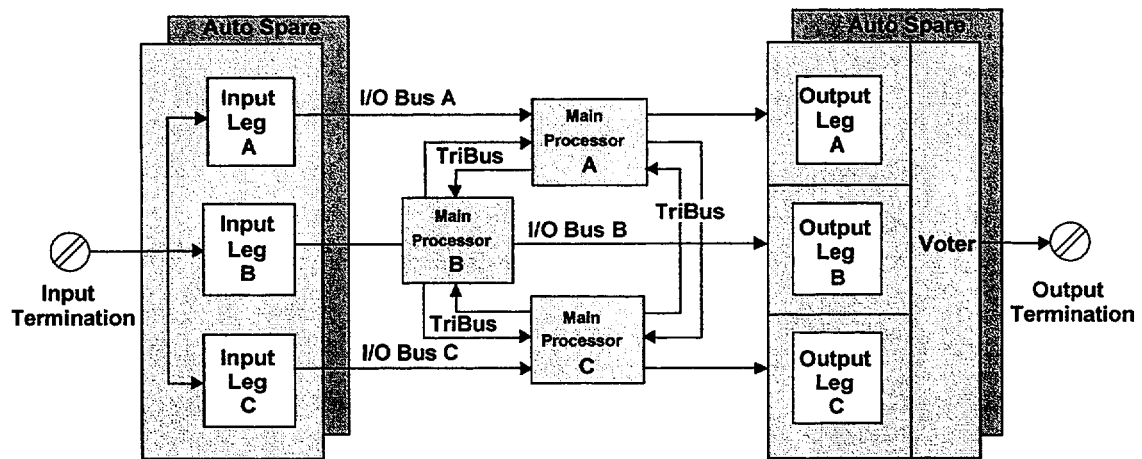 Auto Spare
Input
Leg
A
Input
Leg
B
Input
Leg
C
Input
Termination
I/O Bus A
TriBus
Main
Processor
A
Main
Processor
B
I/O Bus B
TriBus
TriBus
I/O Bus C
Main
Processor
C
Auto Spare
Output
Leg
A
Output
Leg
B
Output
Leg
C
Voter
Output
Termination